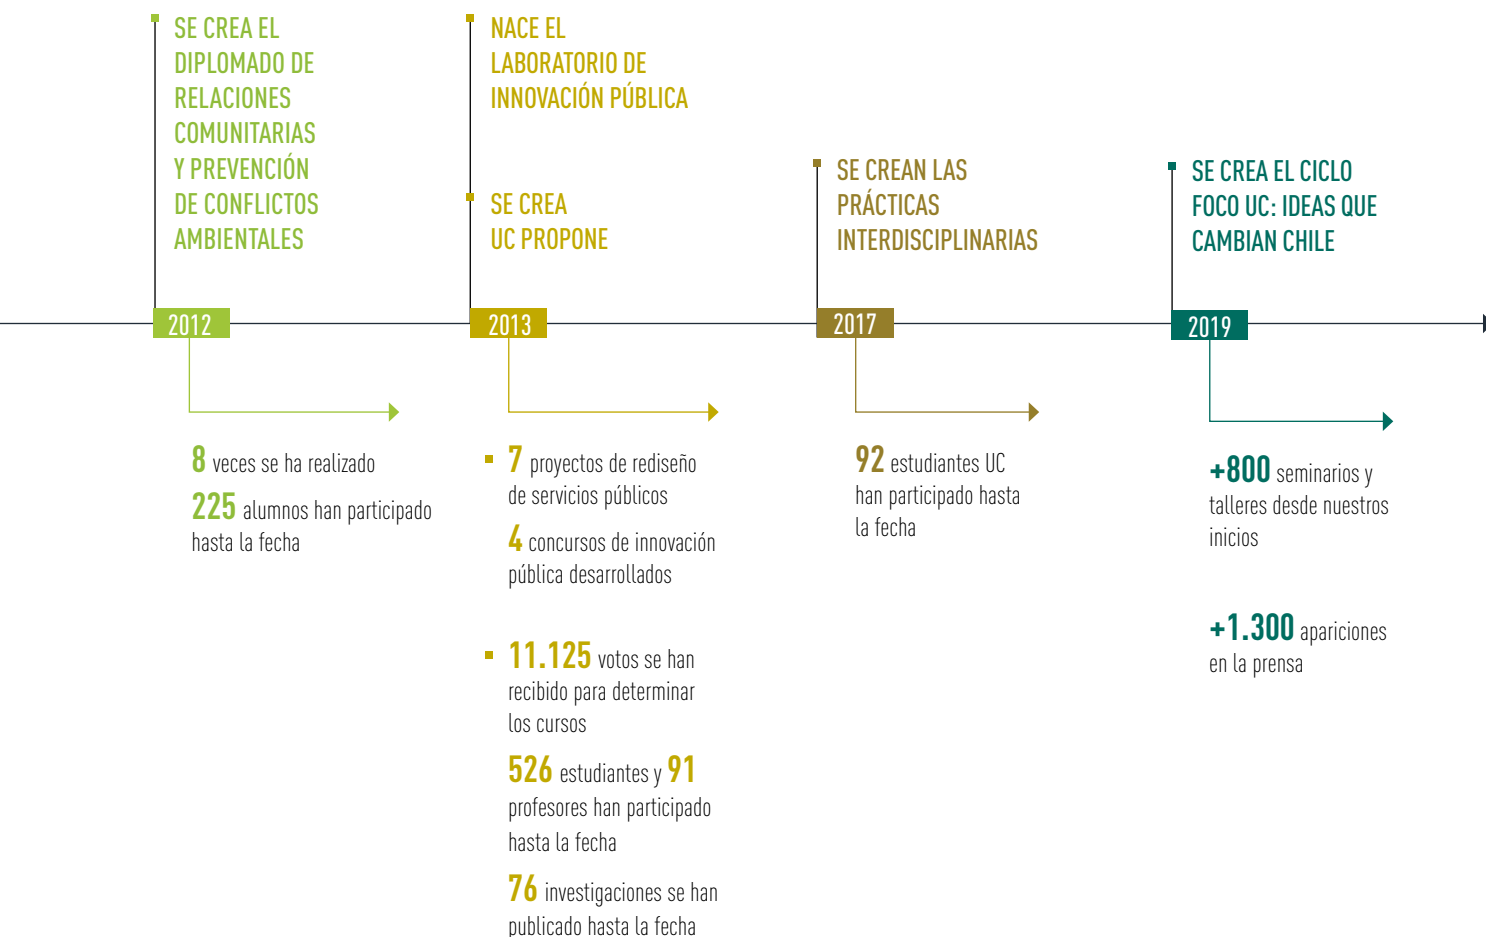 SE CREA EL
DIPLOMADO DE
RELACIONES
COMUNITARIAS
Y PREVENCIÓN
DE CONFLICTOS
AMBIENTALES
2012
8 veces se ha realizado
225 alumnos han participado
hasta la fecha
NACE EL
LABORATORIO DE
INNOVACIÓN PÚBLICA
SE CREA
UC PROPONE
2013
7 proyectos de rediseño
de servicios públicos
4 concursos de innovación
pública desarrollados
11.125 votos se han
recibido para determinar
los cursos
526 estudiantes y 91
profesores han participado
hasta la fecha
76 investigaciones se han
publicado hasta la fecha
SE CREAN LAS
PRÁCTICAS
INTERDISCIPLINARIAS
2017
92 estudiantes UC
han participado hasta
la fecha
SE CREA EL CICLO
FOCO UC: IDEAS QUE
CAMBIAN CHILE
2019
+800 seminarios y
talleres desde nuestros
inicios
+1.300 apariciones
en la prensa